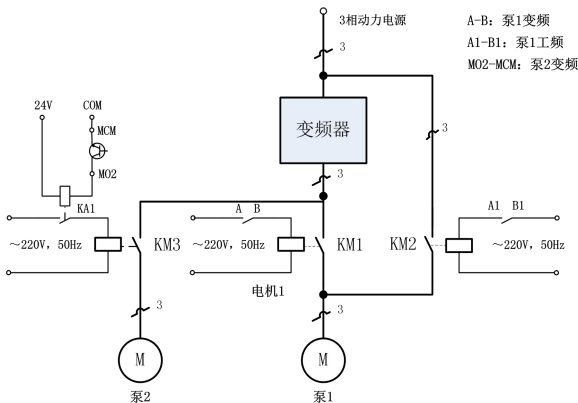 3相动力电源
A-B: 泵1变频
A1-B1: 泵1工频
MO2-MCM: 泵2变频
3
24V
COM
MCM
变频器
3
MO2
3
KA1
A B
A1 B1
~220V, 50Hz
KM3
~220V, 50Hz
KM1
KM2
~220V, 50Hz
电机1
3
3
M
M
泵2
泵1